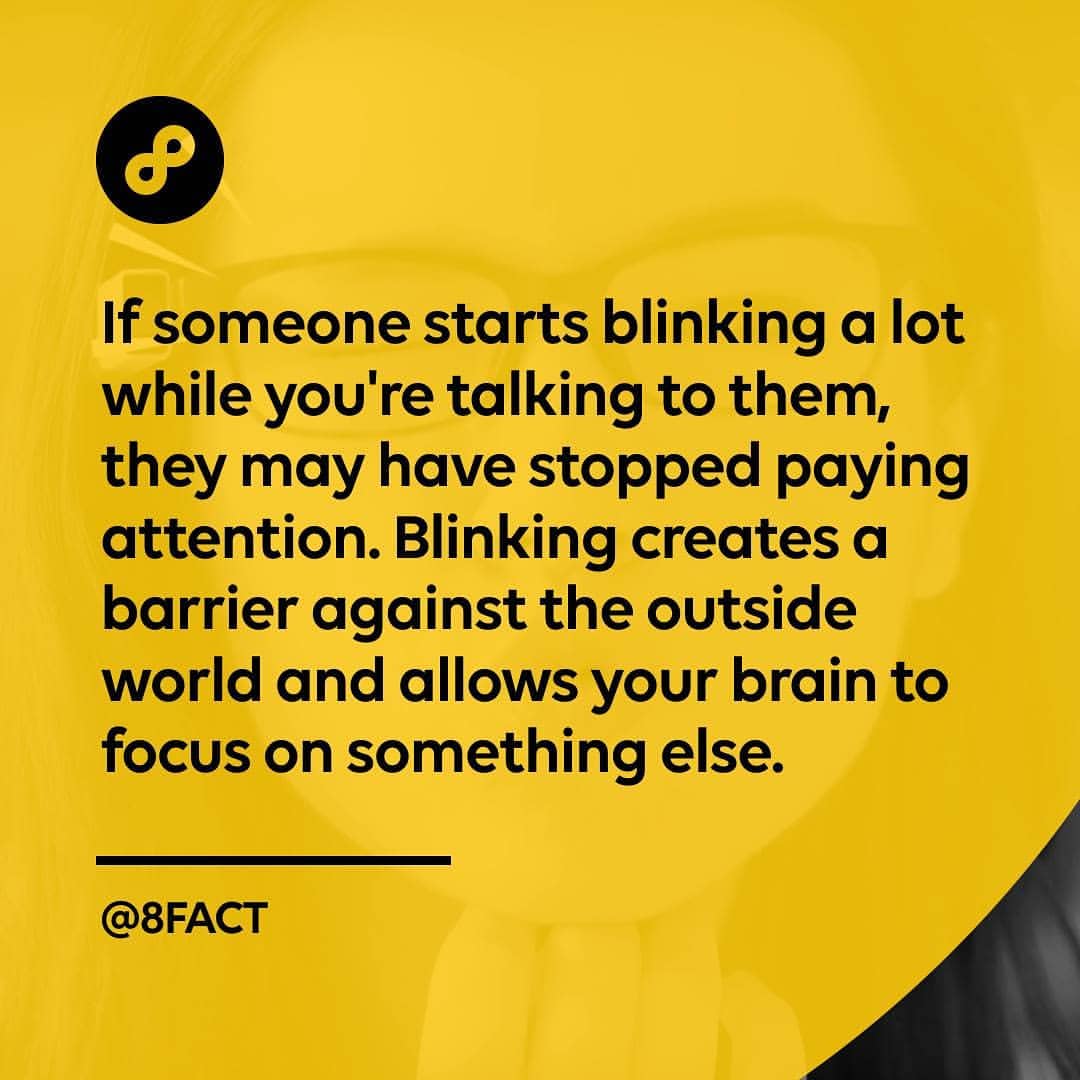 If someone starts blinking a lot
while you're talking to them,
they may have stopped paying
attention. Blinking creates a
barrier against the outside
world and allows your brain to
focus on something else.
@8FACT